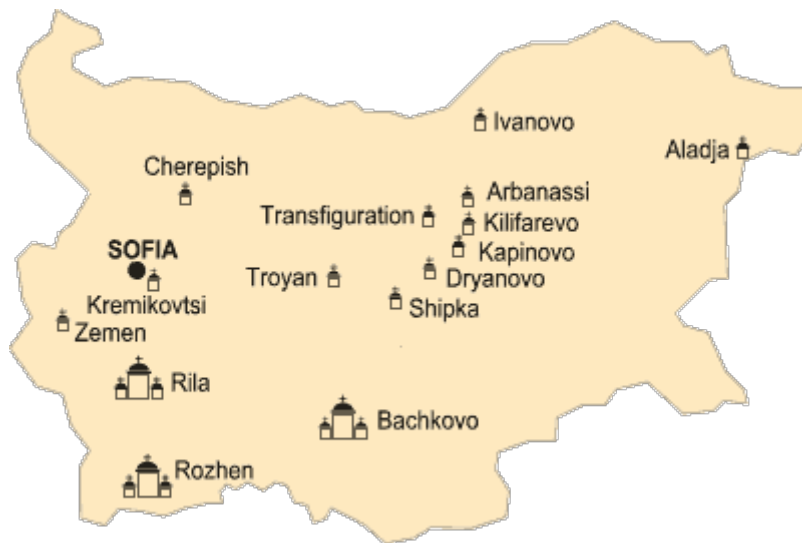 Ivanovo
Aladja
Cherepish
Arbanassi
Transfiguration
Kilifarevo
Kapinovo
SOFIA
Troyan
Dryanovo
Kremikovtsi
Shipka
Zemen
Rila
Bachkovo
Rozhen